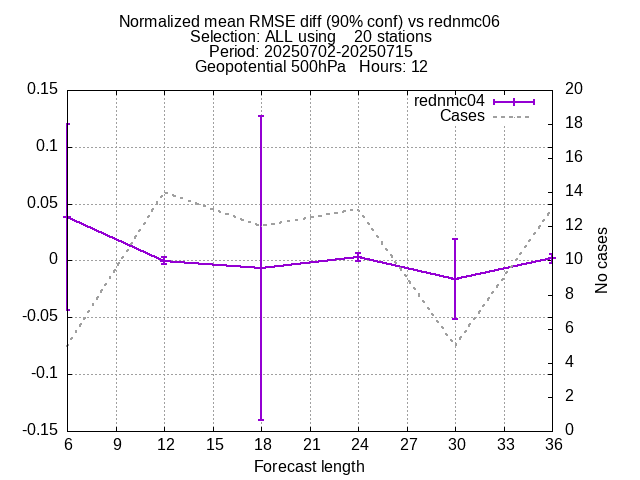 Normalized mean RMSE diff (90% conf) vs rednmc06
Selection: ALL using    20 stations
Period: 20250702-20250715
Geopotential 500hPa   Hours: 12
rednmc04
Cases
0.15
0.1
0.05
0
-0.05
-0.1
-0.15
20
18
16
14
12
10
8
6
4
2
0
No cases
6 9 12 15 18 21 24 27 30 33 36
Forecast length